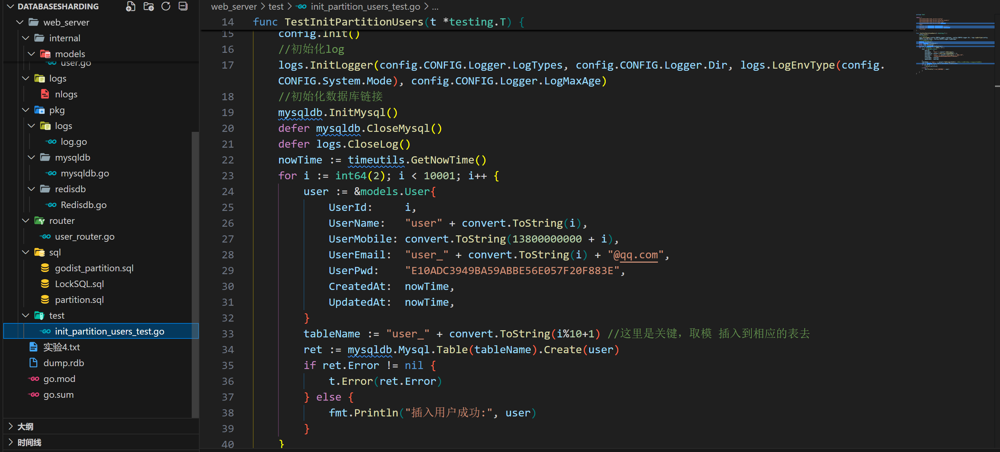 DATABASESHARDING
web_server
internal
models
user.go
logs
nlogs
pkg
logs
log.go
mysqldb
mysqldb.go
redisdb
Redisdb.go
router
user_router.go
sql
godist_partition.sql
LockSQL.sql
partition.sql
test
init_partition_users_test.go
实验4.txt
dump.rdb
go.mod
go.sum
大纲
时间线
web_server > test > init_partition_users_test.go > ...
14 func TestInitPartitionUsers(t *testing.T) {
15 config.Init()
16 //初始化log
17 logs.InitLogger(config.CONFIG.Logger.LogTypes, config.CONFIG.Logger.Dir, logs.LogEnvType(config.
CONFIG.System.Mode), config.CONFIG.Logger.LogMaxAge)
18 //初始化数据库链接
19 mysqldb.InitMysql()
20 defer mysqldb.CloseMysql()
21 defer logs.CloseLog()
22 nowTime := timeutils.GetNowTime()
23 for i := int64(2); i < 10001; i++ {
24 user := &models.User{
25 UserId: i,
26 UserName: "user" + convert.ToString(i),
27 UserMobile: convert.ToString(13800000000 + i),
28 UserEmail: "user_" + convert.ToString(i) + "@qq.com",
29 UserPwd: "E10ADC3949BA59ABBE56E057F20F883E",
30 CreatedAt: nowTime,
31 UpdatedAt: nowTime,
32 }
33 tableName := "user_" + convert.ToString(i%10+1) //这里是关键，取模 插入到相应的表去
34 ret := mysqldb.Mysql.Table(tableName).Create(user)
35 if ret.Error != nil {
36 t.Error(ret.Error)
37 } else {
38 fmt.Println("插入用户成功:", user)
39 }
40 }